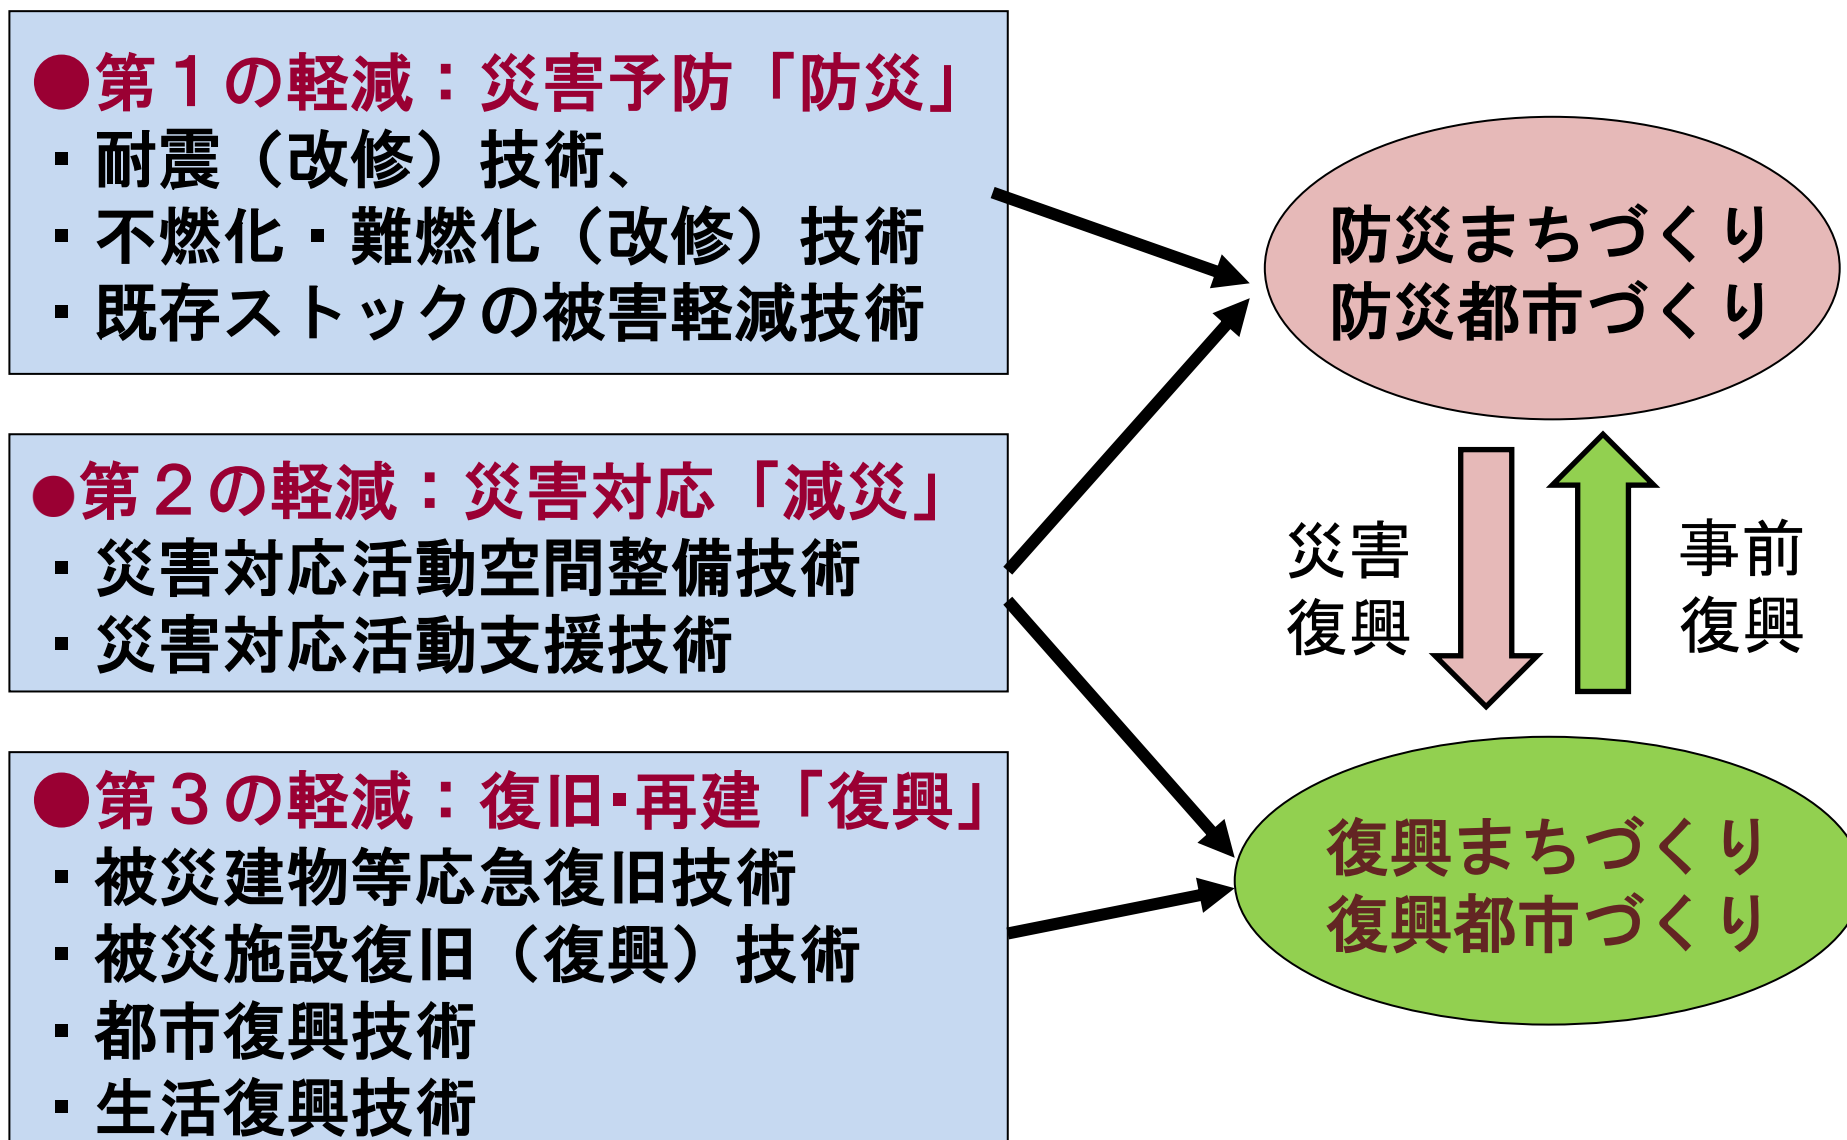 ●第１の軽減：災害予防「防災」
・耐震（改修）技術、
・不燃化・難燃化（改修）技術
・既存ストックの被害軽減技術
●第２の軽減：災害対応「減災」
・災害対応活動空間整備技術
・災害対応活動支援技術
●第３の軽減：復旧・再建「復興」
・被災建物等応急復旧技術
・被災施設復旧（復興）技術
・都市復興技術
・生活復興技術
防災まちづくり
防災都市づくり
災害
復興
事前
復興
復興まちづくり
復興都市づくり